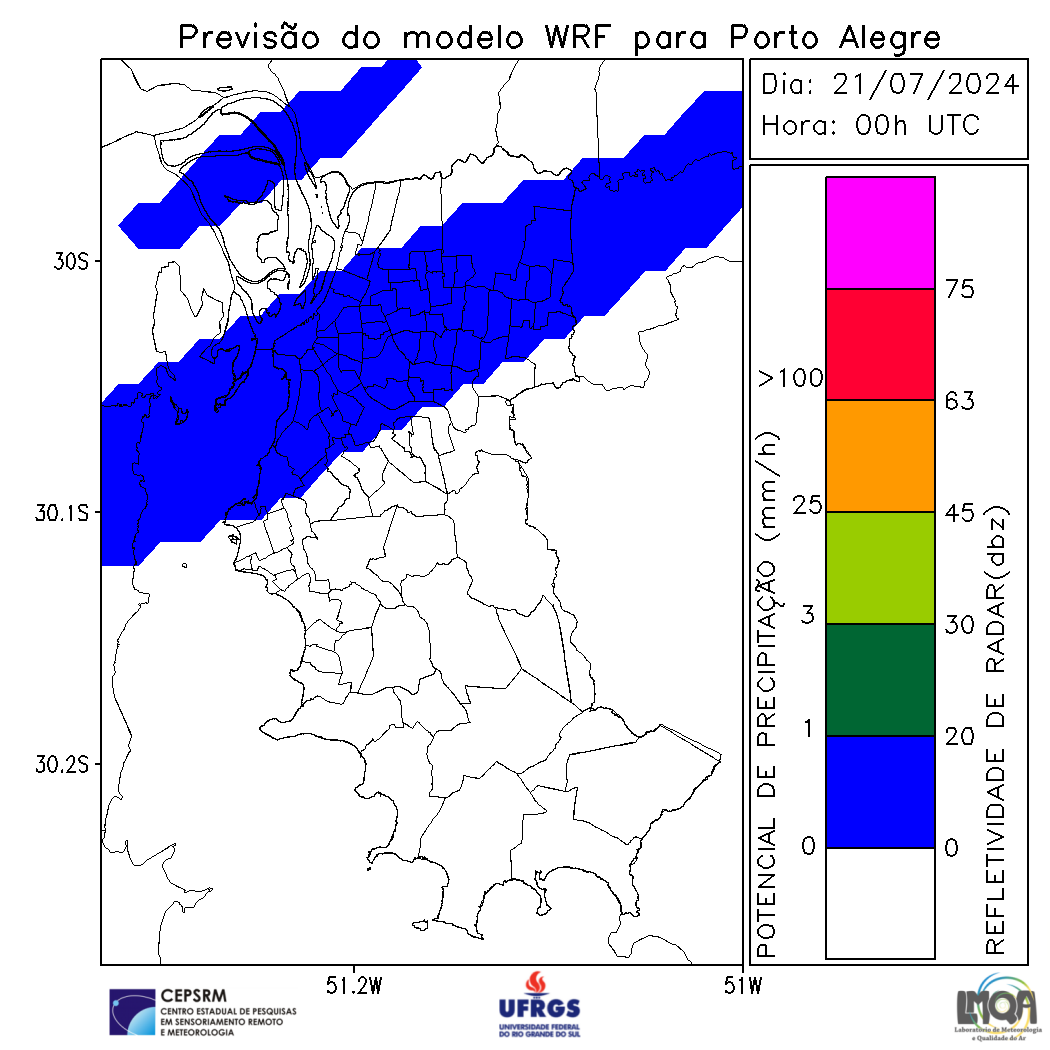 Previsão do modelo WRF para Porto Alegre
Dia: 21/07/2024
Hora: 00h UTC
30S
30.1S
30.2S
51.2W
51W
POTENCIAL DE PRECIPITAÇÃO (mm/h)
>100
25
3
1
0
75
63
45
30
20
0
REFLETIVIDADE DE RADAR(dbz)
CEPSRM
CENTRO ESTADUAL DE PESQUISAS
EM SENSORIAMENTO REMOTO
E METEOROLOGIA
UFRGS
UNIVERSIDADE FEDERAL
DO RIO GRANDE DO SUL
LMQA
Laboratório de Meteorologia
e Qualidade do Ar